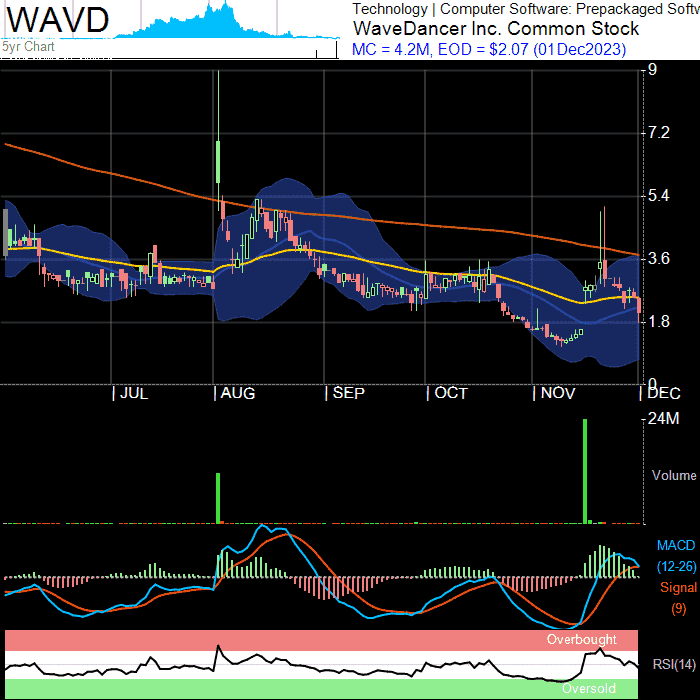 WAVD
Technology | Computer Software: Prepackaged Softw
WaveDancer Inc. Common Stock
5yr Chart
MC = 4.2M, EOD = $2.07 (01Dec2023)
9
7.2
5.4
3.6
1.8
0
JUL
AUG
SEP
OCT
NOV
DEC
24M
Volume
MACD
(12-26)
Signal
(9)
Overbought
RSI(14)
Oversold